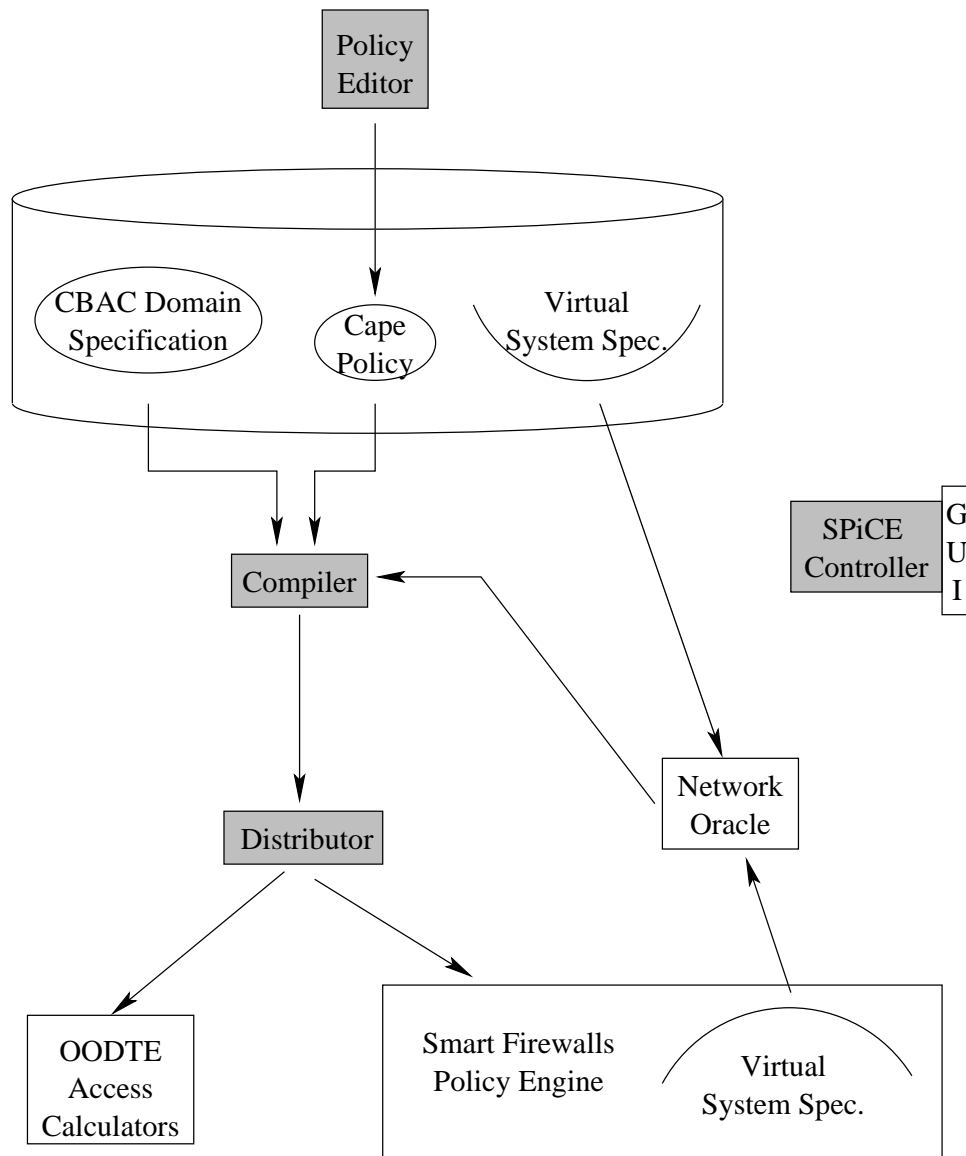 Policy
Editor
CBAC Domain
Specification
Cape
Policy
Virtual
System Spec.
SPiCE
Controller
G
U
I
Compiler
Network
Oracle
Distributor
OODTE
Access
Calculators
Smart Firewalls
Policy Engine
Virtual
System Spec.